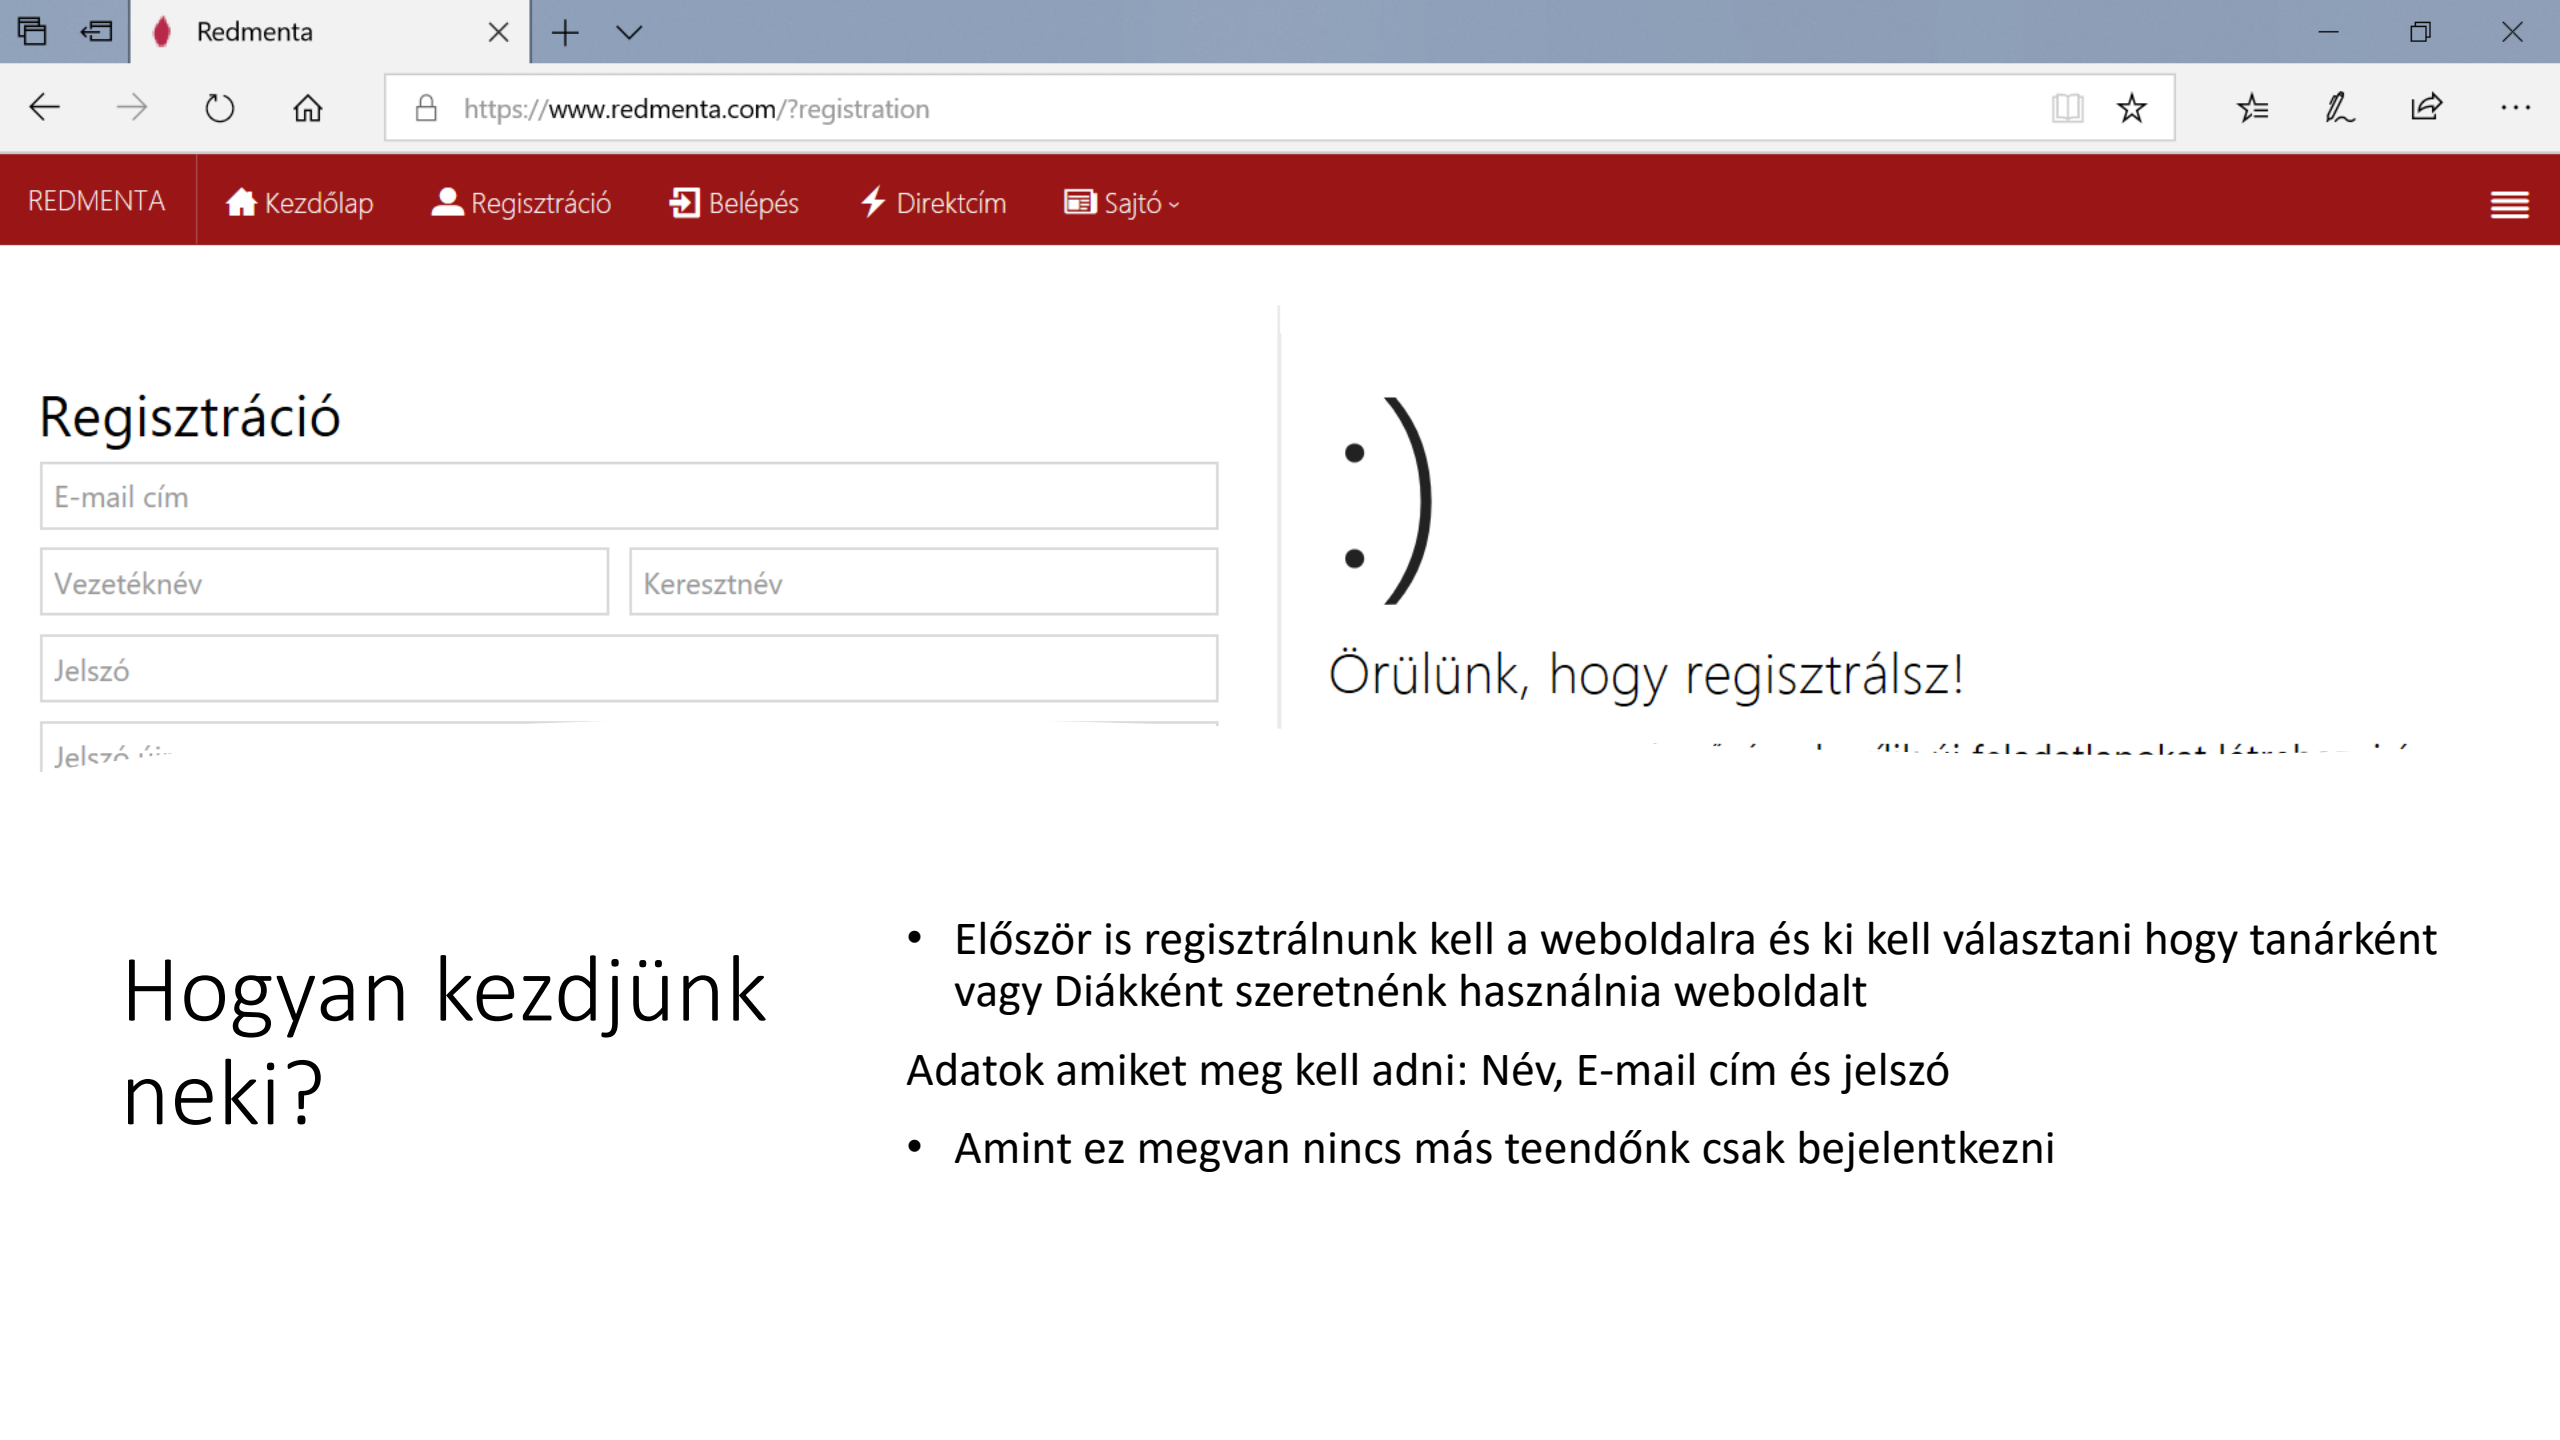 Redmenta
https://www.redmenta.com/?registration
REDMENTA Kezdőlap Regisztráció Belépés Direktcím Sajtó
Regisztráció
E-mail cím
Vezetéknév Keresztnév
Jelszó
:)
Örülünk, hogy regisztrálsz!
Jelszó
feladatlapokat
Hogyan kezdjünk
neki?
• Először is regisztrálnunk kell a weboldalra és ki kell választani hogy tanárként
vagy Diákként szeretnénk használnia weboldalt
Adatok amiket meg kell adni: Név, E-mail cím és jelszó
• Amint ez megvan nincs más teendőnk csak bejelentkezni